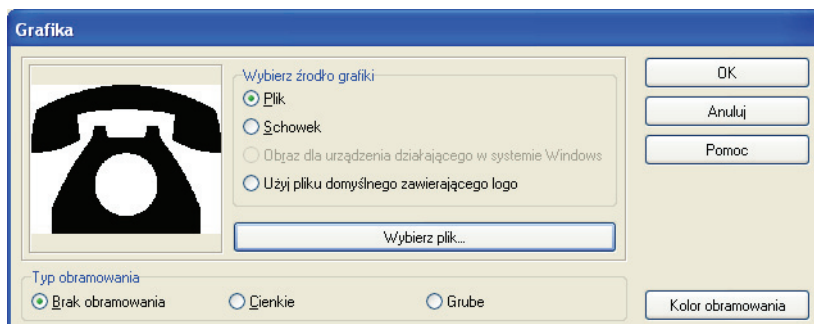 Grafika
Wybierz źrodło grafiki
Plik
Schowek
Obraz dla urządzenia działającego w systemie Windows
Użyj pliku domyślnego zawierającego logo
Wybierz plik...
OK
Anuluj
Pomoc
Typ obramowania
Brak obramowania
Cienkie
Grube
Kolor obramowania